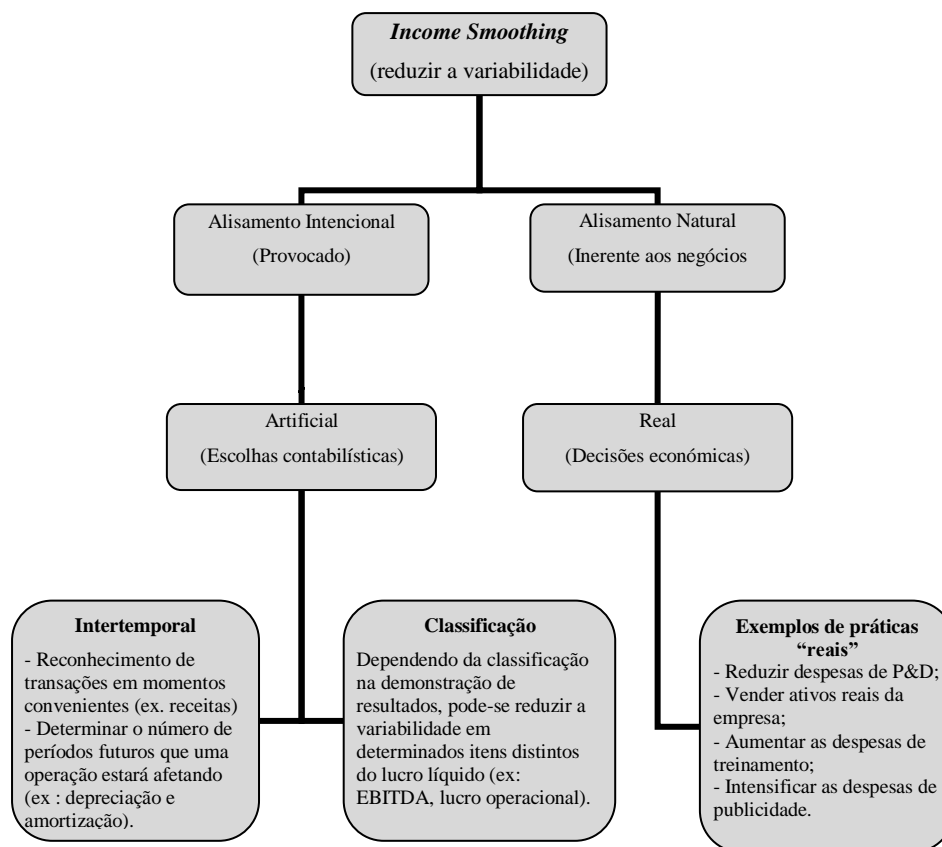 Income Smoothing
(reduzir a variabilidade)
Alisamento Intencional
(Provocado)
Alisamento Natural
(Inerente aos negócios
Artificial
(Escolhas contabilísticas)
Real
(Decisões económicas)
Intertemporal
- Reconhecimento de
transações em momentos
convenientes (ex. receitas)
- Determinar o número de
períodos futuros que uma
operação estará afetando
(ex : depreciação e
amortização).
Classificação
Dependendo da classificação
na demonstração de
resultados, pode-se reduzir a
variabilidade em
determinados itens distintos
do lucro líquido (ex:
EBITDA, lucro operacional).
Exemplos de práticas
“reais”
- Reduzir despesas de P&D;
- Vender ativos reais da
empresa;
- Aumentar as despesas de
treinamento;
- Intensificar as despesas de
publicidade.